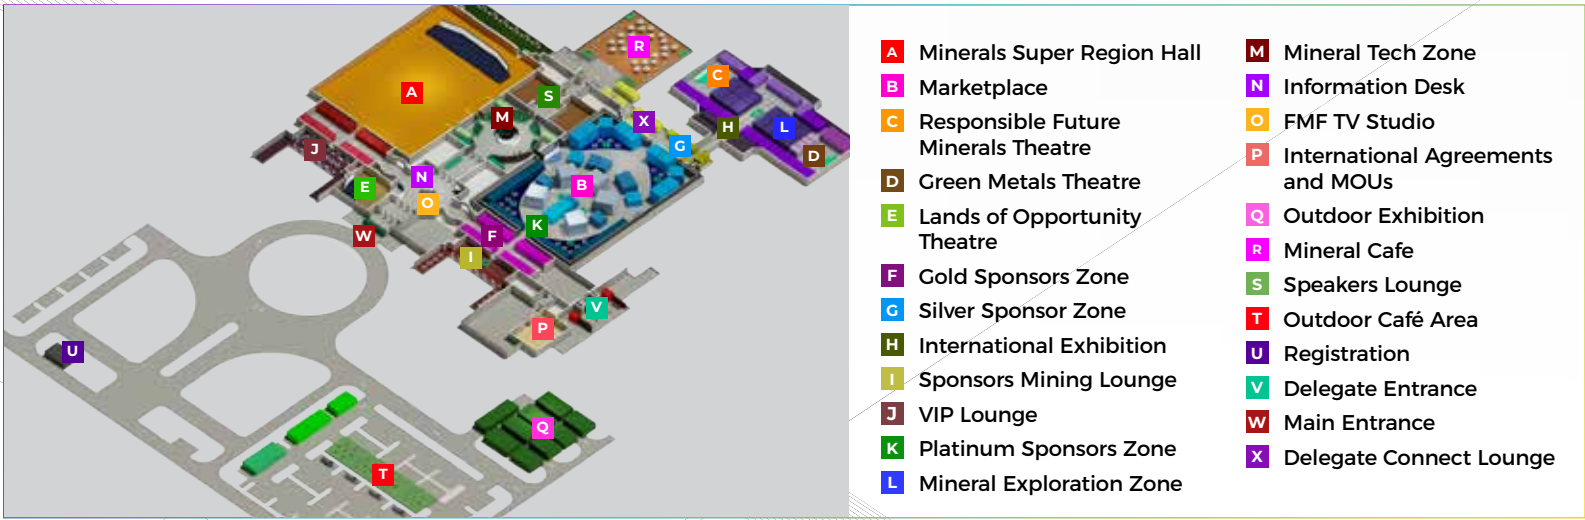 R
C
A
S
M
X
H
L
G
J
D
N
E
B
O
K
W
F
I
V
P
U
Q
T
A Minerals Super Region Hall
B Marketplace
C Responsible Future
Minerals Theatre
D Green Metals Theatre
E Lands of Opportunity
Theatre
F Gold Sponsors Zone
G Silver Sponsor Zone
H International Exhibition
I Sponsors Mining Lounge
J VIP Lounge
K Platinum Sponsors Zone
L Mineral Exploration Zone
M Mineral Tech Zone
N Information Desk
O FMF TV Studio
P International Agreements
and MOUs
Q Outdoor Exhibition
R Mineral Cafe
S Speakers Lounge
T Outdoor Café Area
U Registration
V Delegate Entrance
W Main Entrance
X Delegate Connect Lounge